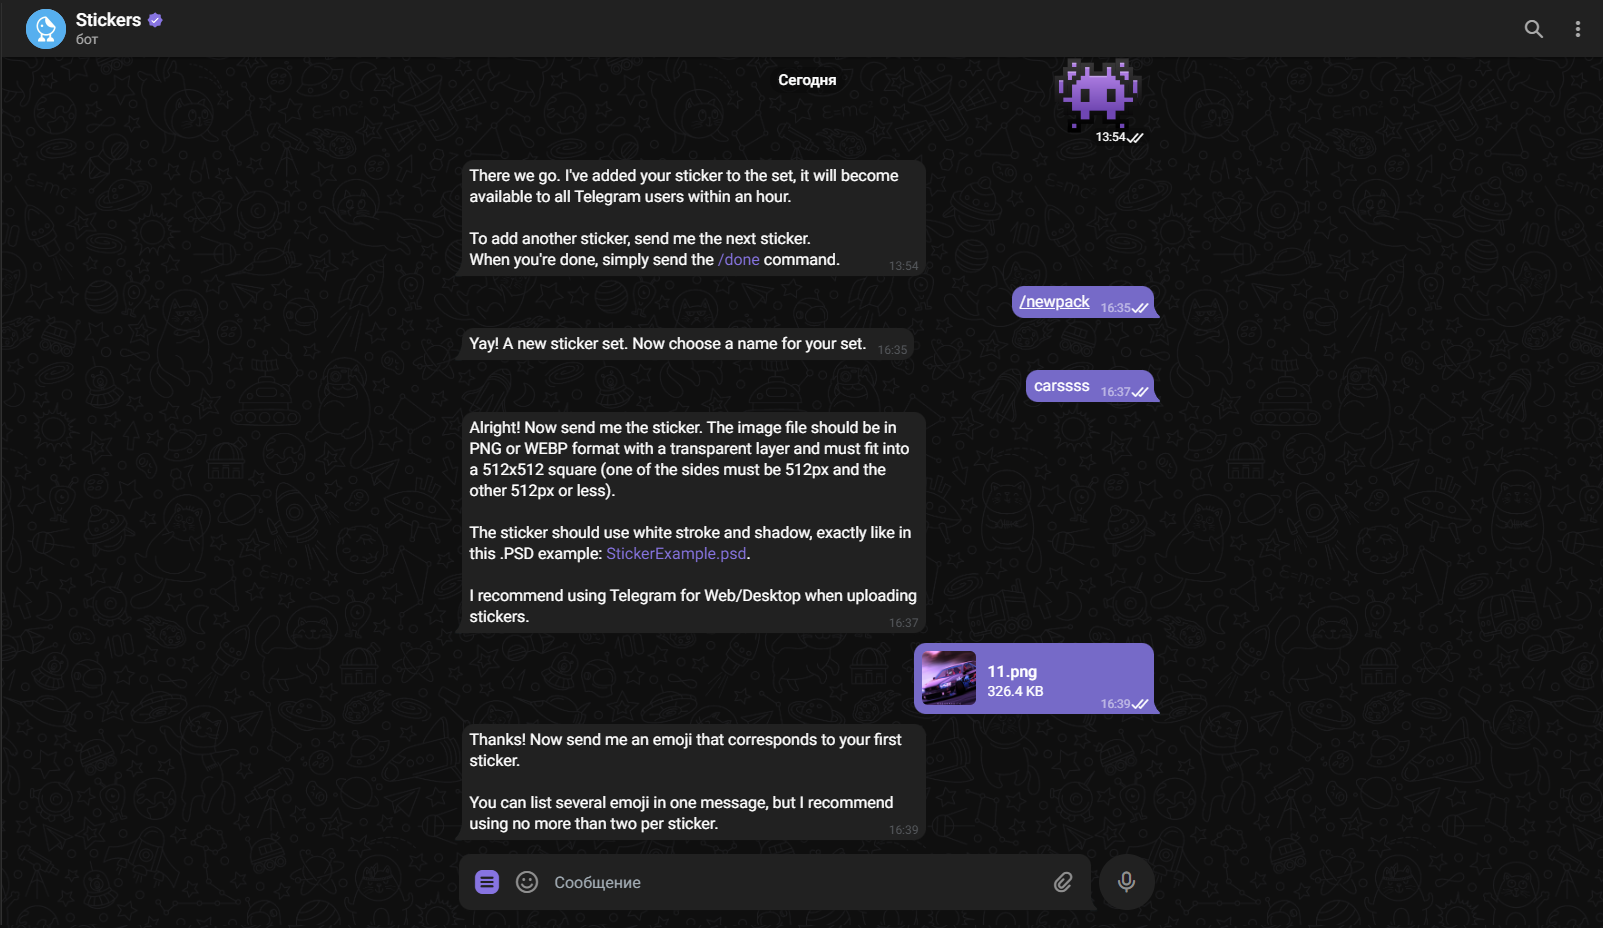 Stickers
бот
Сегодня
13:54
There we go. I've added your sticker to the set, it will become
available to all Telegram users within an hour.
To add another sticker, send me the next sticker.
When you're done, simply send the /done command.
13:54
/newpack
16:35
Yay! A new sticker set. Now choose a name for your set.
16:35
carssss
16:37
Alright! Now send me the sticker. The image file should be in
PNG or WEBP format with a transparent layer and must fit into
a 512x512 square (one of the sides must be 512px and the
other 512px or less).
The sticker should use white stroke and shadow, exactly like in
this .PSD example: StickerExample.psd.
I recommend using Telegram for Web/Desktop when uploading
stickers.
16:37
11.png
326.4 KB
16:39
Thanks! Now send me an emoji that corresponds to your first
sticker.
You can list several emoji in one message, but I recommend
using no more than two per sticker.
16:39
Сообщение